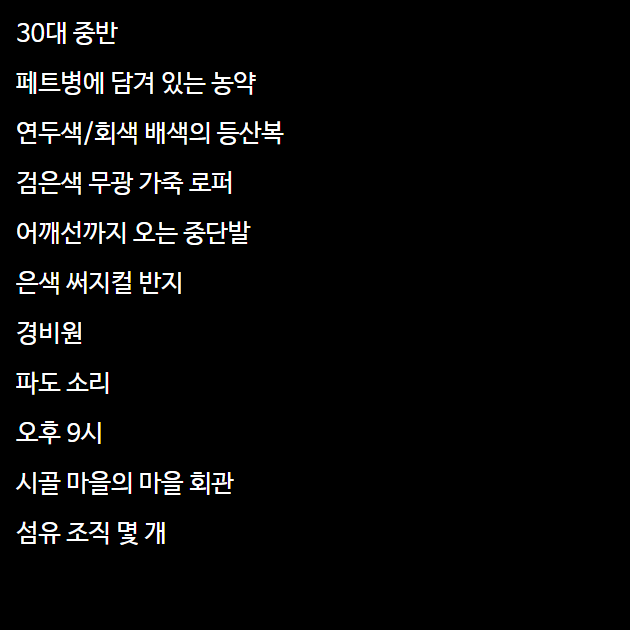 30대 중반
페트병에 담겨 있는 농약
연두색/회색 배색의 등산복
검은색 무광 가죽 로퍼
어깨선까지 오는 중단발
은색 써지컬 반지
경비원
파도 소리
오후 9시
시골 마을의 마을 회관
섬유 조직 몇 개